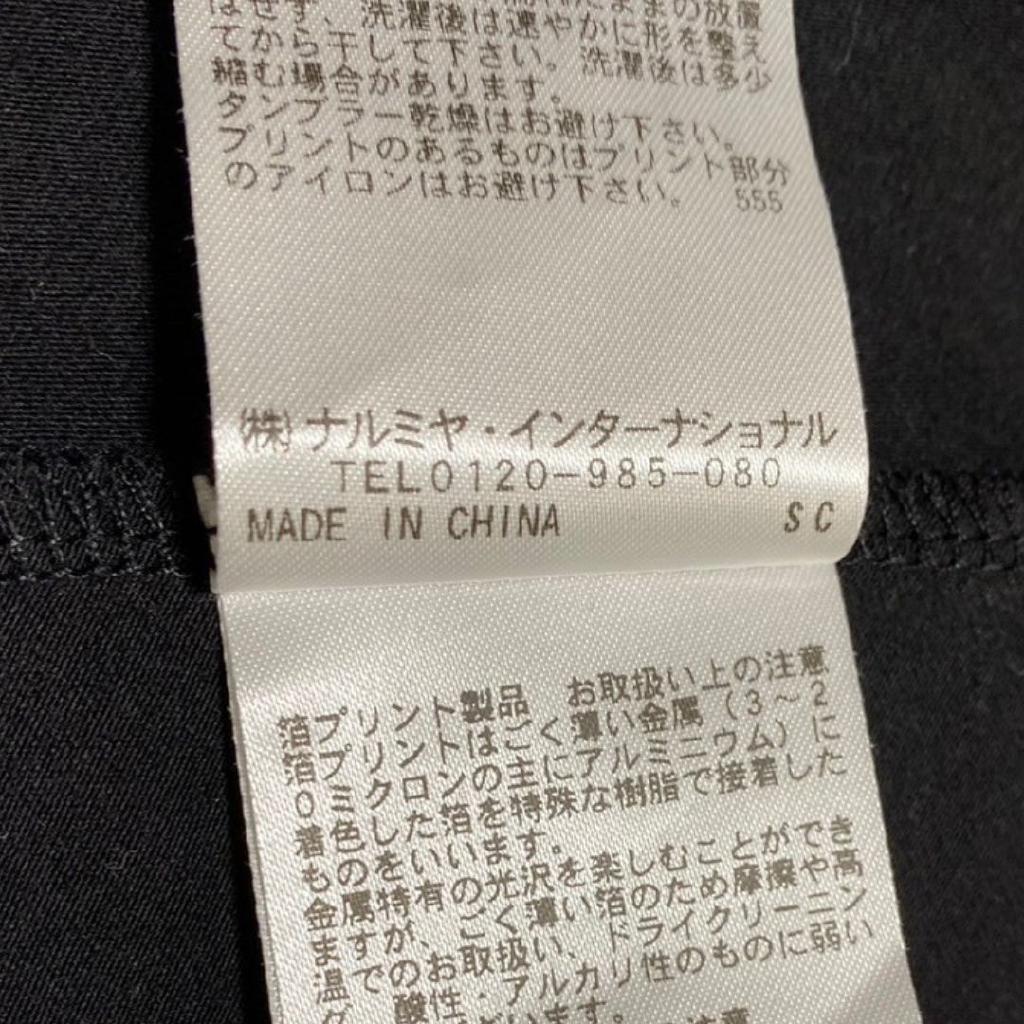 せず、洗濯後は速やかに形を整え
てから干して下さい。洗濯後は多少
縮む場合があります。
タンブラー乾燥はお避け下さい。
プリントのあるものはプリント部分
のアイロンはお避け下さい。 555
㈱ナルミヤ・インターナショナル
TEL0120-985-080
MADE IN CHINA SC
箔プリント製品 お取扱い上の注意
箔プリントはごく薄い金属(3～2
0ミクロンの主にアルミニウム)に
着色した箔を特殊な樹脂で接着した
ものをいいます。
金属特有の光沢を楽しむことができ
ますが、ごく薄い箔のため摩擦や高
温でのお取扱い、ドライクリーニン
グ、酸性・アルカリ性のものに弱い
注意